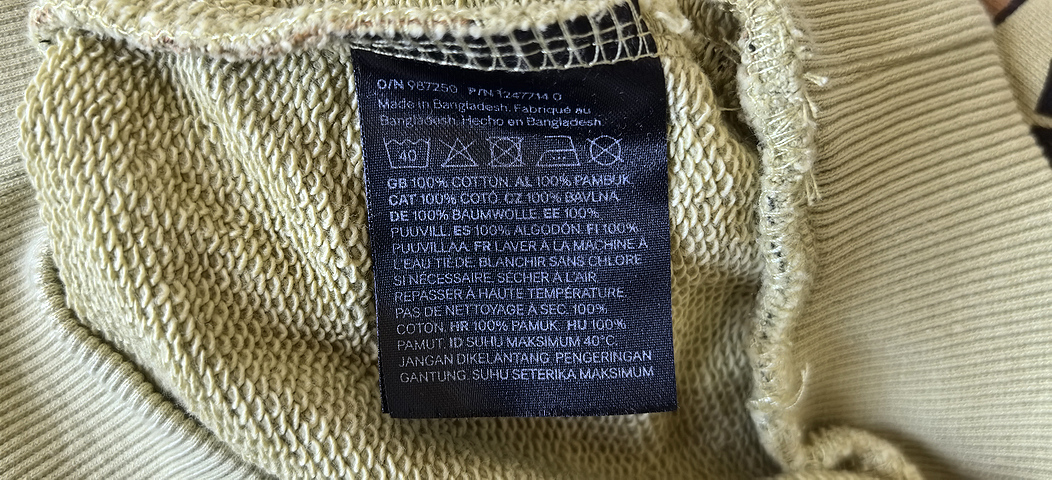 O/N 987250 P/N 1247714 0
Made in Bangladesh. Fabriqué au
Bangladesh. Hecho en Bangladesh.
40
GB 100% COTTON. AL 100% PAMBUK.
CAT 100% COTÓ. CZ 100% BAVLNA.
DE 100% BAUMWOLLE. EE 100%
PUUVILL. ES 100% ALGODÓN. FI 100%
PUUVILLAA. FR LAVER À LA MACHINE À
L'EAU TIÈDE. BLANCHIR SANS CHLORE
SI NÉCESSAIRE. SÉCHER À L'AIR.
REPASSER À HAUTE TEMPÉRATURE.
PAS DE NETTOYAGE À SEC. 100%
COTON. HR 100% PAMUK. HU 100%
PAMUT. ID SUHU MAKSIMUM 40°C.
JANGAN DIKELANTANG. PENGERINGAN
GANTUNG. SUHU SETERIKA MAKSIMUM